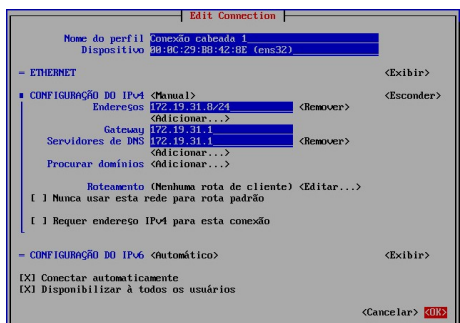 Edit Connection
Nome do perfil Conexão cabeada 1
Dispositivo 00:0C:29:B8:42:8E (ens32)
= ETHERNET <Exibir>
CONFIGURAÇÃO DO IPv4 <Manual> <Esconder>
Endereços 172.19.31.8/24 <Remover>
<Adicionar...>
Gateway 172.19.31.1
Servidores de DNS 172.19.31.1 <Remover>
<Adicionar...>
Procurar domínios <Adicionar...>
Roteamento (Nenhuma rota de cliente) <Editar...>
[ ] Nunca usar esta rede para rota padrão
[ ] Requer endereço IPv4 para esta conexão
= CONFIGURAÇÃO DO IPv6 <Automático> <Exibir>
[X] Conectar automaticamente
[X] Disponibilizar à todos os usuários
<Cancelar> <OK>